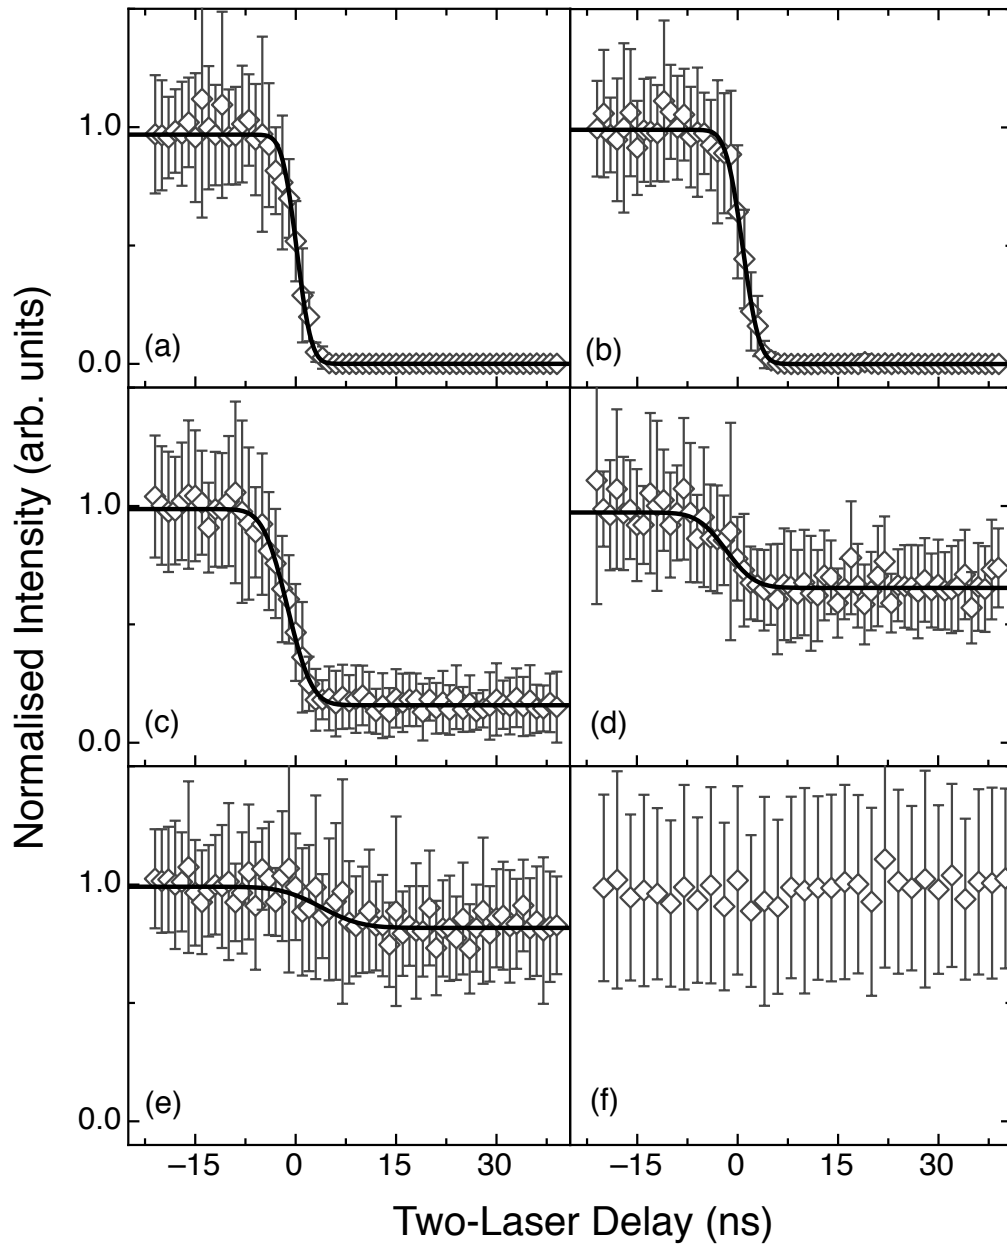 Normalised Intensity (arb. units)
1.0
0.0
(a)
(b)
1.0
0.0
(c)
(d)
1.0
0.0
(e)
(f)
−15 0 15 30 −15 0 15 30
Two-Laser Delay (ns)